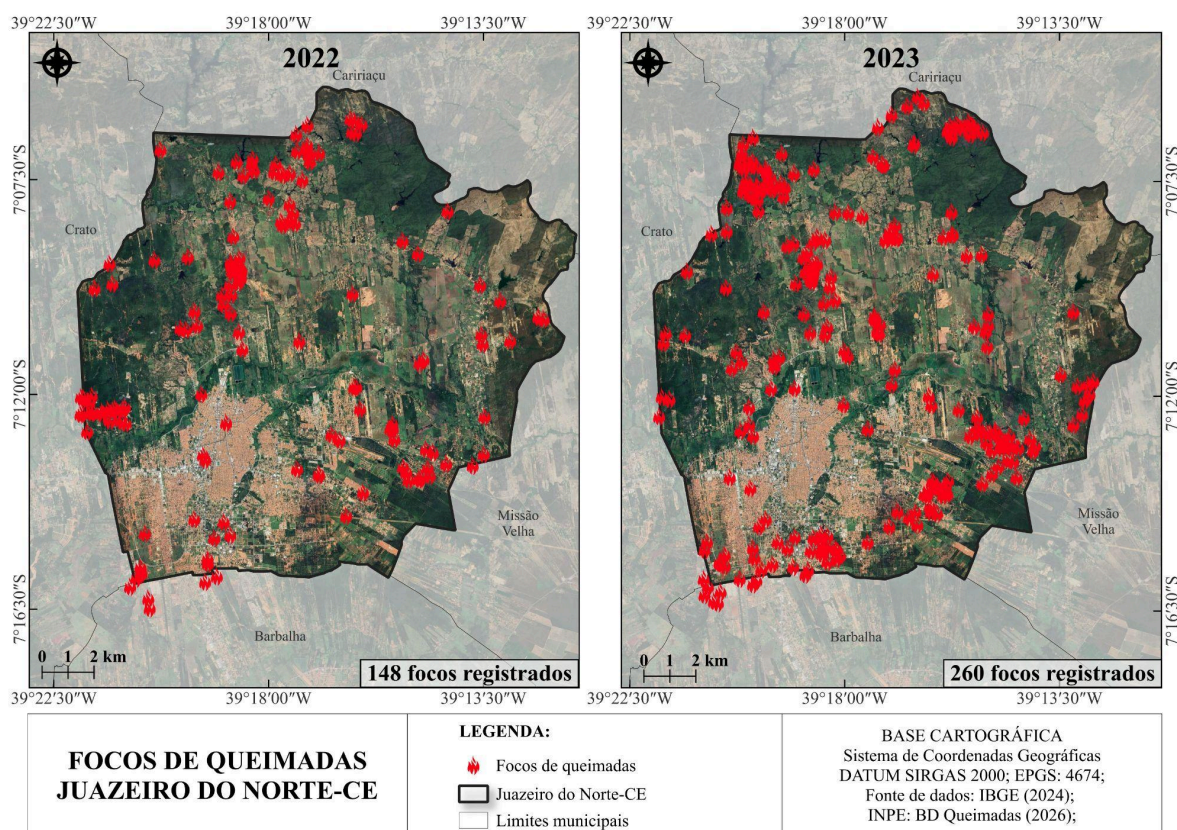 39°22'30"W 39°18'00"W 39°13'30"W
2022
Caririaçu
7°07'30"S
Crato
7°12'00"S
Missão
Velha
7°16'30"S
Barbalha
0 1 2 km
148 focos registrados
39°22'30"W 39°18'00"W 39°13'30"W
39°22'30"W 39°18'00"W 39°13'30"W
2023
Caririaçu
7°07'30"S
Crato
7°12'00"S
Missão
Velha
7°16'30"S
Barbalha
0 1 2 km
260 focos registrados
39°22'30"W 39°18'00"W 39°13'30"W
FOCOS DE QUEIMADAS
JUAZEIRO DO NORTE-CE
LEGENDA:
Focos de queimadas
Juazeiro do Norte-CE
Limites municipais
BASE CARTOGRÁFICA
Sistema de Coordenadas Geográficas
DATUM SIRGAS 2000; EPGS: 4674;
Fonte de dados: IBGE (2024);
INPE: BD Queimadas (2026);